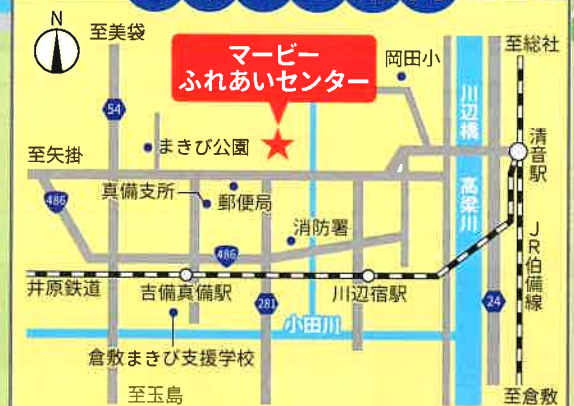 N
至美袋
マービー
ふれあいセンター
岡田小
至総社
54
川辺橋
清音駅
まきび公園
至矢掛
真備支所
郵便局
486
高梁川
消防署
486
JR伯備線
井原鉄道
吉備真備駅
281
川辺宿駅
24
小田川
倉敷まきび支援学校
至玉島
至倉敷